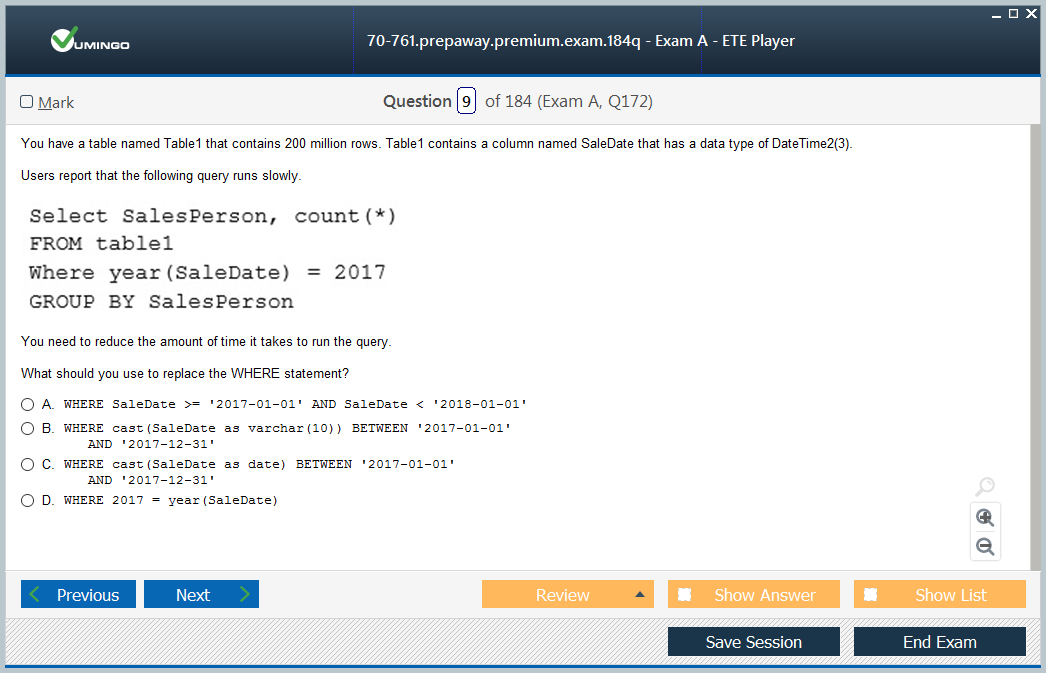 VUMINGO
70-761.prepaway.premium.exam.184q - Exam A - ETE Player
Mark
Question 9 of 184 (Exam A, Q172)
You have a table named Table1 that contains 200 million rows. Table1 contains a column named SaleDate that has a data type of DateTime2(3).
Users report that the following query runs slowly.
Select SalesPerson, count(*)
FROM table1
Where year(SaleDate) = 2017
GROUP BY SalesPerson
You need to reduce the amount of time it takes to run the query.
What should you use to replace the WHERE statement?
A. WHERE SaleDate >= '2017-01-01' AND SaleDate < '2018-01-01'
B. WHERE cast(SaleDate as varchar(10)) BETWEEN '2017-01-01'
AND '2017-12-31'
C. WHERE cast(SaleDate as date) BETWEEN '2017-01-01'
AND '2017-12-31'
D. WHERE 2017 = year(SaleDate)
Previous
Next
Review
Show Answer
Show List
Save Session
End Exam